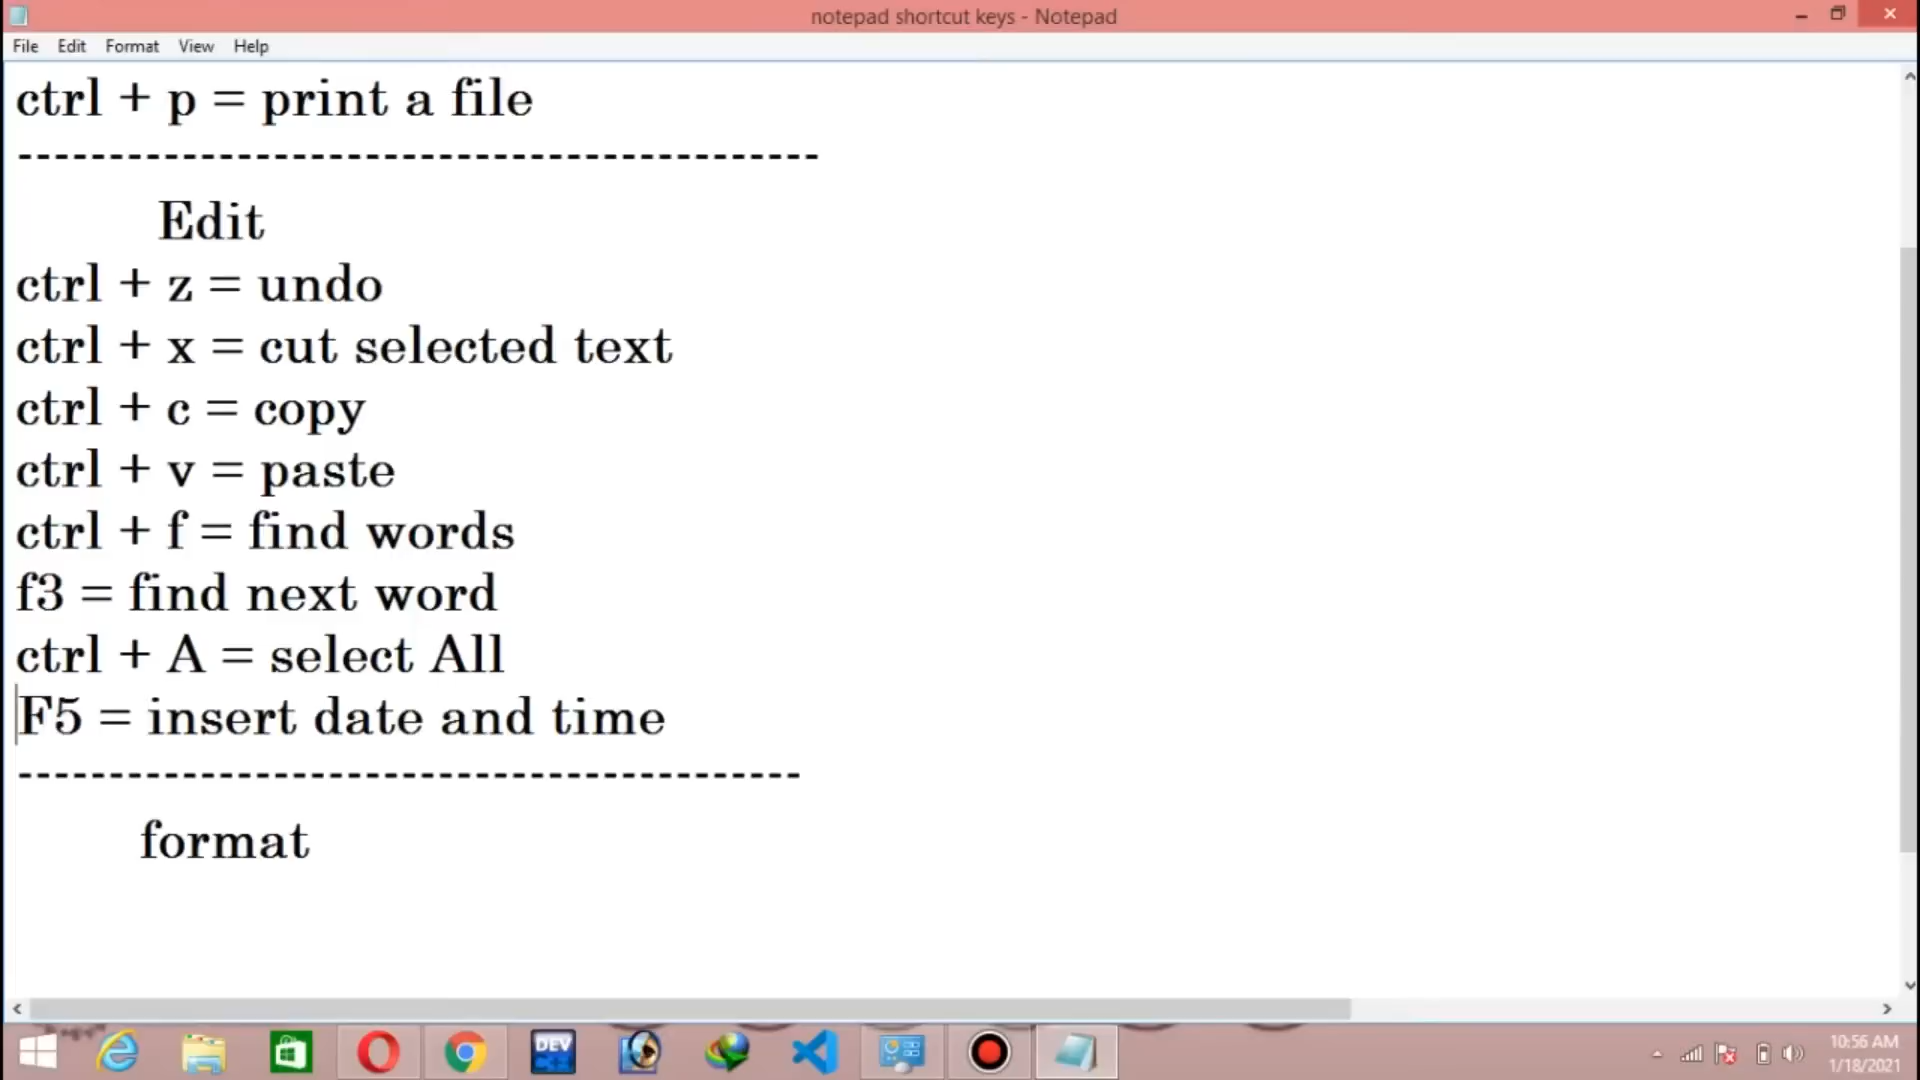 notepad shortcut keys - Notepad
File Edit Format View Help
ctrl + p = print a file
--------------------------------------------
Edit
ctrl + z = undo
ctrl + x = cut selected text
ctrl + c = copy
ctrl + v = paste
ctrl + f = find words
f3 = find next word
ctrl + A = select All
F5 = insert date and time
-------------------------------------------
format
DEV
C++
10:56 AM
1/18/2021